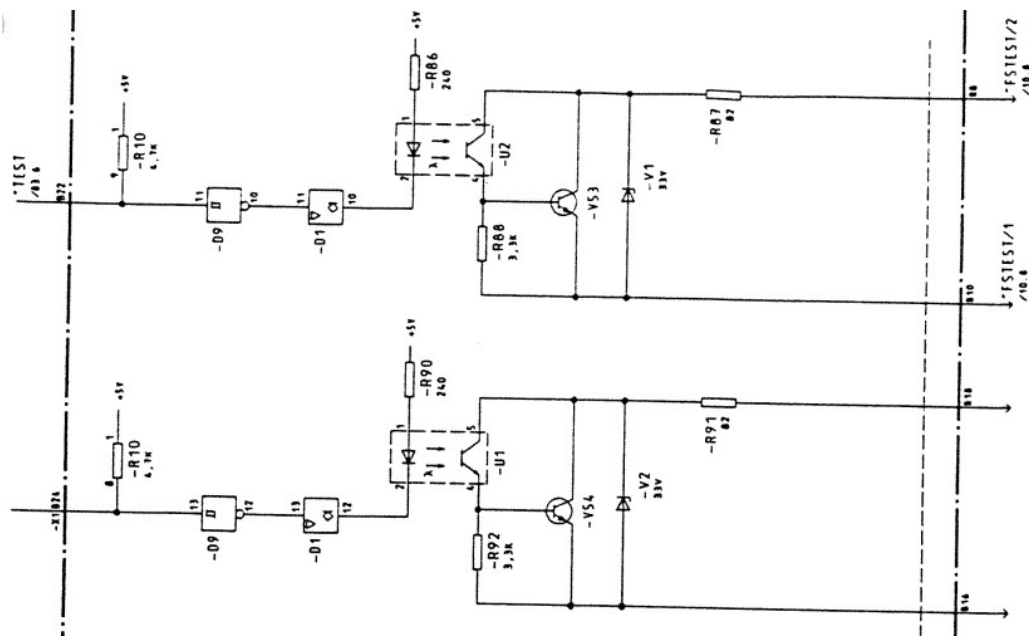 *TEST
/03.6
B22
+5V
1
-R10
4,7K
9
11
10
-D9
11
10
-D1
+5V
-R86
240
1
2
λ
5
4
-U2
-R88
3,3K
-VS3
-V1
33V
-R87
82
B8
*FSTEST/2
/10.8
B10
*FSTEST/1
/10.8
-X1
B24
+5V
1
-R10
4,7K
8
13
12
-D9
13
12
-D1
+5V
-R90
240
1
2
λ
5
4
-U1
-R92
3,3K
-VS4
-V2
33V
-R91
82
B18
B16